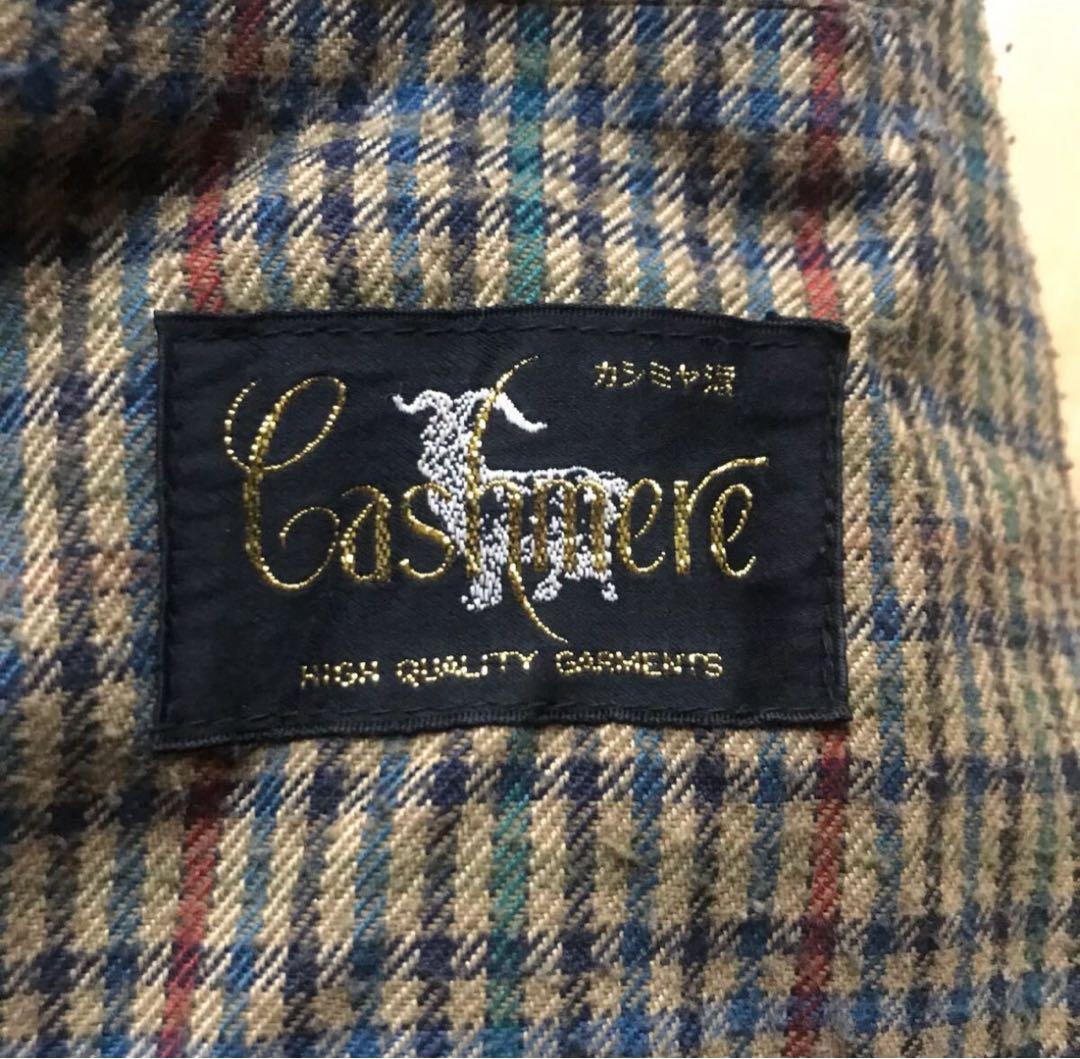 カシミヤ混
Cashmere
HIGH QUALITY GARMENTS